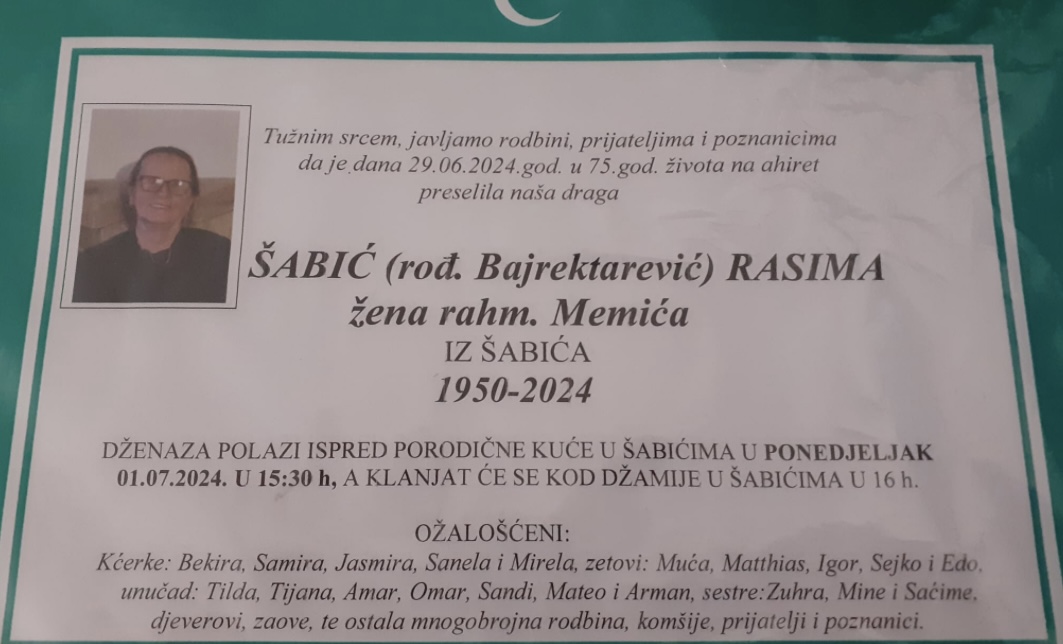 Tužnim srcem, javljamo rodbini, prijateljima i poznanicima
da je dana 29.06.2024.god. u 75.god. života na ahiret
preselila naša draga
ŠABIĆ (rođ. Bajrektarević) RASIMA
žena rahm. Memića
IZ ŠABIĆA
1950-2024
DŽENAZA POLAZI ISPRED PORODIČNE KUĆE U ŠABIĆIMA U PONEDJELJAK
01.07.2024. U 15:30 h, A KLANJAT ĆE SE KOD DŽAMIJE U ŠABIĆIMA U 16 h.
OŽALOŠĆENI:
Kćerke: Bekira, Samira, Jasmira, Sanela i Mirela, zetovi: Muća, Matthias, Igor, Sejko i Edo,
unučad: Tilda, Tijana, Amar, Omar, Sandi, Mateo i Arman, sestre:Zuhra, Mine i Saćime,
djeverovi, zaove, te ostala mnogobrojna rodbina, komšije, prijatelji i poznanici.